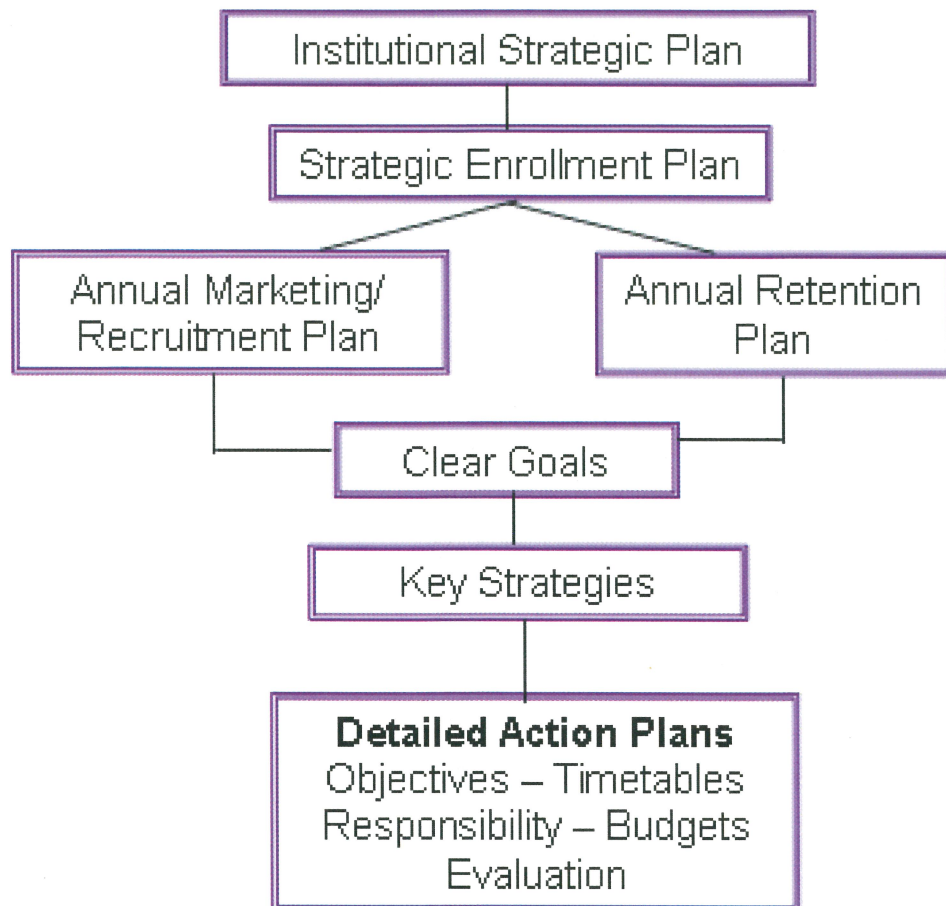 Institutional Strategic Plan
Strategic Enrollment Plan
Annual Marketing/
Recruitment Plan
Annual Retention
Plan
Clear Goals
Key Strategies
Detailed Action Plans
Objectives – Timetables
Responsibility – Budgets
Evaluation